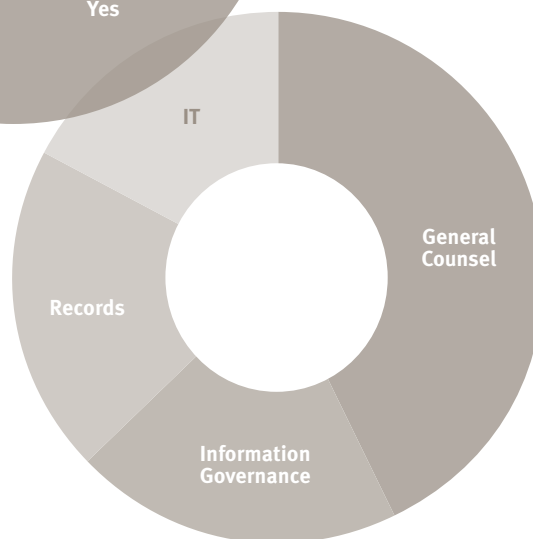 Yes
IT
General
Counsel
Records
Information
Governance